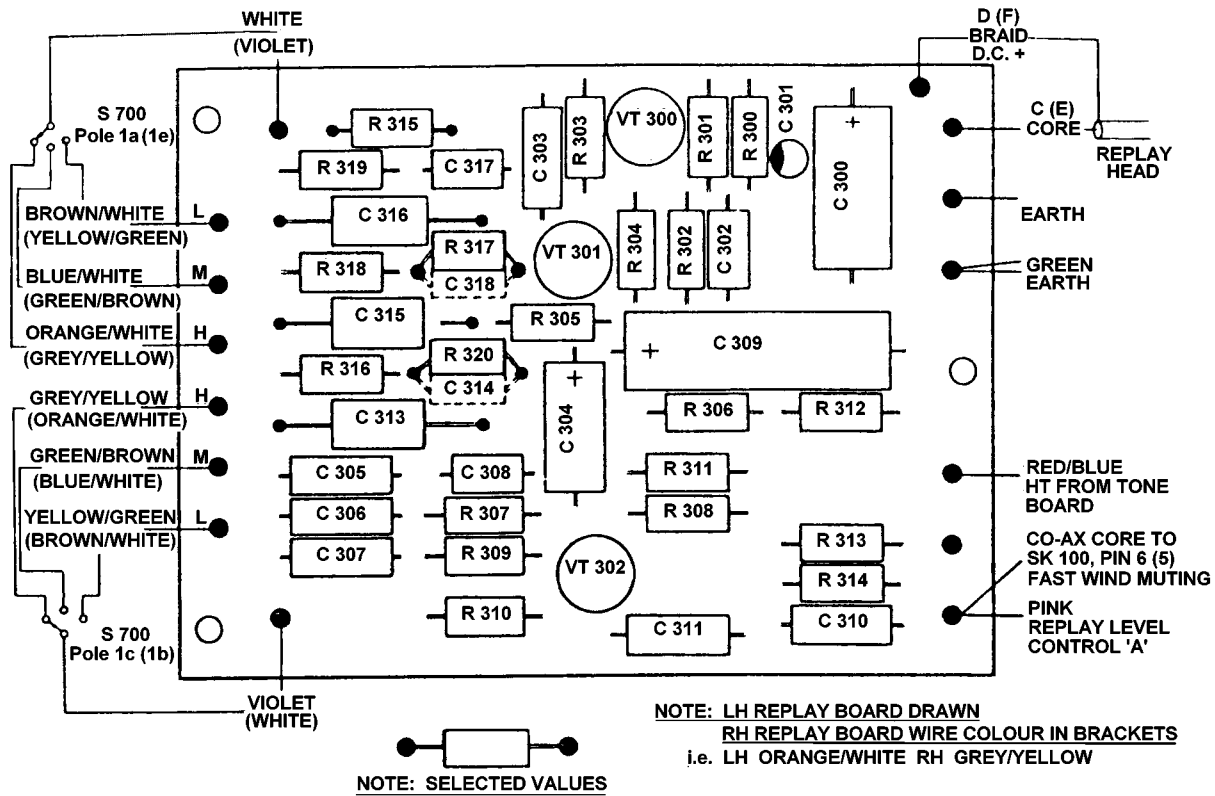 WHITE
(VIOLET)
D (F)
BRAID
D.C. +
S 700
Pole 1a (1e)
C (E)
CORE
REPLAY
HEAD
R 315
C 303
R 303
VT 300
R 301
R 300
C 301
+
C 300
R 319
C 317
BROWN/WHITE L
(YELLOW/GREEN)
C 316
EARTH
R 317
VT 301
R 304
R 302
C 302
BLUE/WHITE M
(GREEN/BROWN)
R 318
C 318
GREEN
EARTH
C 315
R 305
ORANGE/WHITE H
(GREY/YELLOW)
R 320
+ C 309
R 316
C 314
+
C 304
GREY/YELLOW H
(ORANGE/WHITE)
C 313
R 306
R 312
GREEN/BROWN M
(BLUE/WHITE)
C 305
C 308
R 311
RED/BLUE
HT FROM TONE
BOARD
YELLOW/GREEN L
(BROWN/WHITE)
C 306
R 307
R 308
C 307
R 309
VT 302
R 313
R 314
CO-AX CORE TO
SK 100, PIN 6 (5)
FAST WIND MUTING
R 310
C 311
C 310
PINK
REPLAY LEVEL
CONTROL 'A'
S 700
Pole 1c (1b)
VIOLET
(WHITE)
NOTE: LH REPLAY BOARD DRAWN
RH REPLAY BOARD WIRE COLOUR IN BRACKETS
i.e. LH ORANGE/WHITE RH GREY/YELLOW
NOTE: SELECTED VALUES